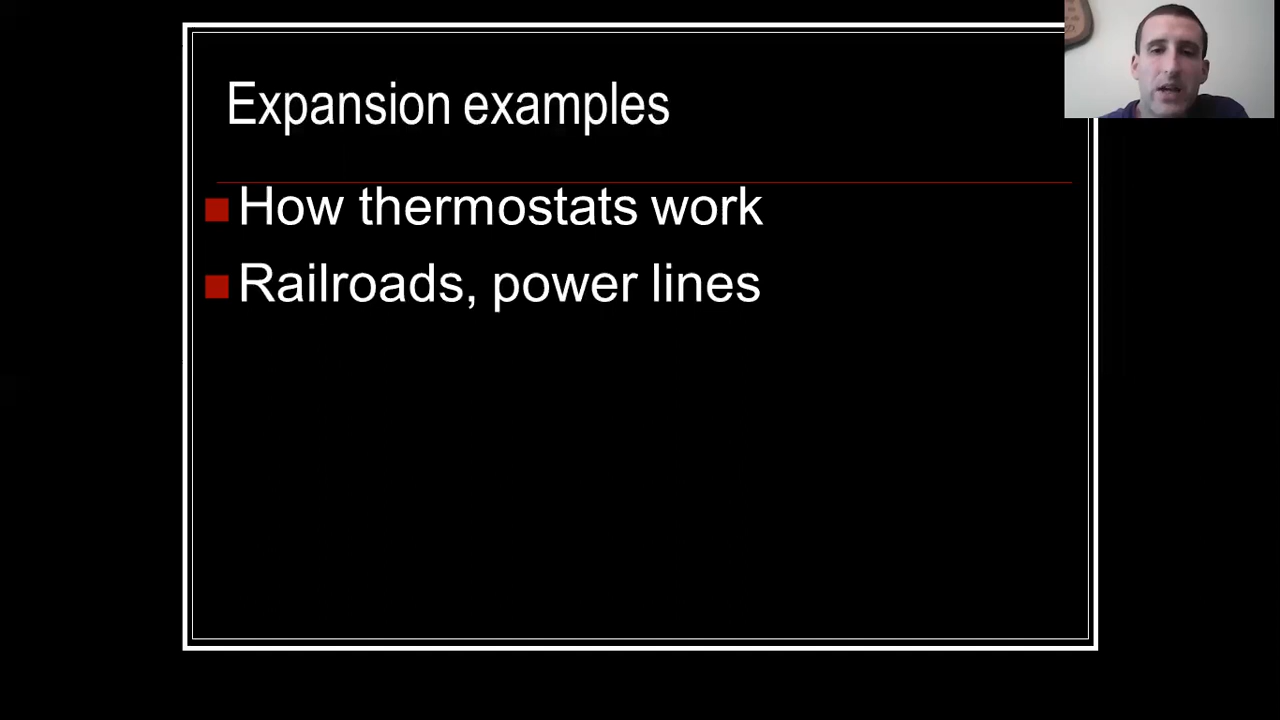 Expansion examples
How thermostats work
Railroads, power lines